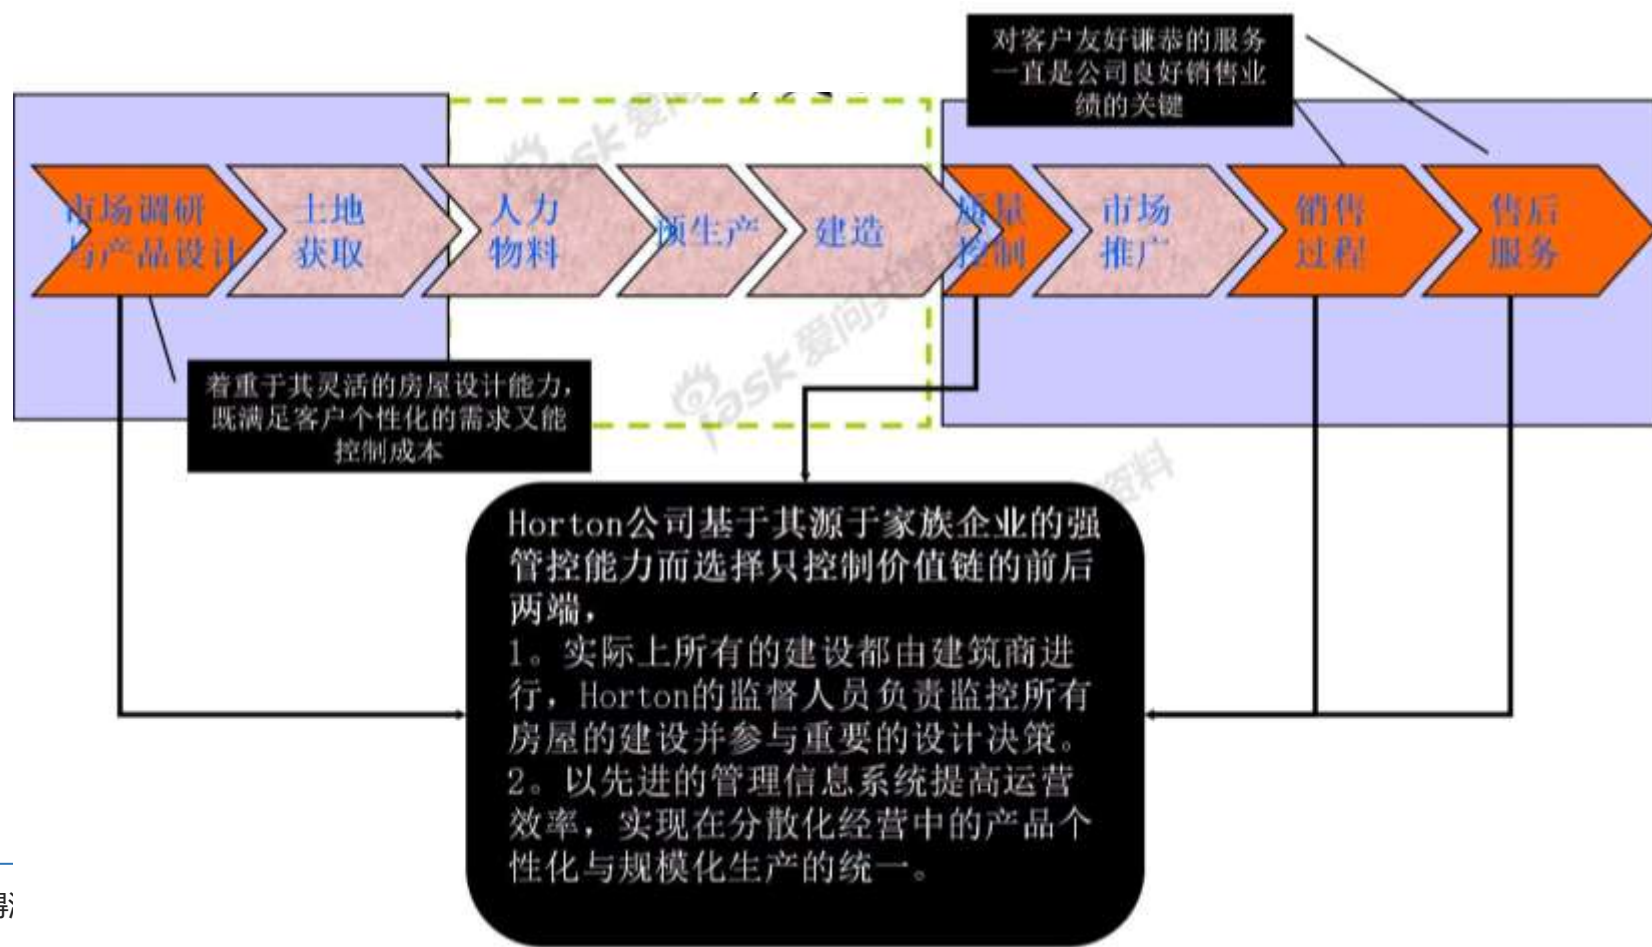 对客户友好谦恭的服务
一直是公司良好销售业
绩的关键
市场调研
与产品设计
土地
获取
人力
物料
预生产
建造
质量
控制
市场
推广
销售
过程
售后
服务
着重于其灵活的房屋设计能力，
既满足客户个性化的需求又能
控制成本
Horton公司基于其源于家族企业的强
管控能力而选择只控制价值链的前后
两端，
1。实际上所有的建设都由建筑商进
行，Horton的监督人员负责监控所有
房屋的建设并参与重要的设计决策。
2。以先进的管理信息系统提高运营
效率，实现在分散化经营中的产品个
性化与规模化生产的统一。
iask 爱问
iask 爱问共
资料